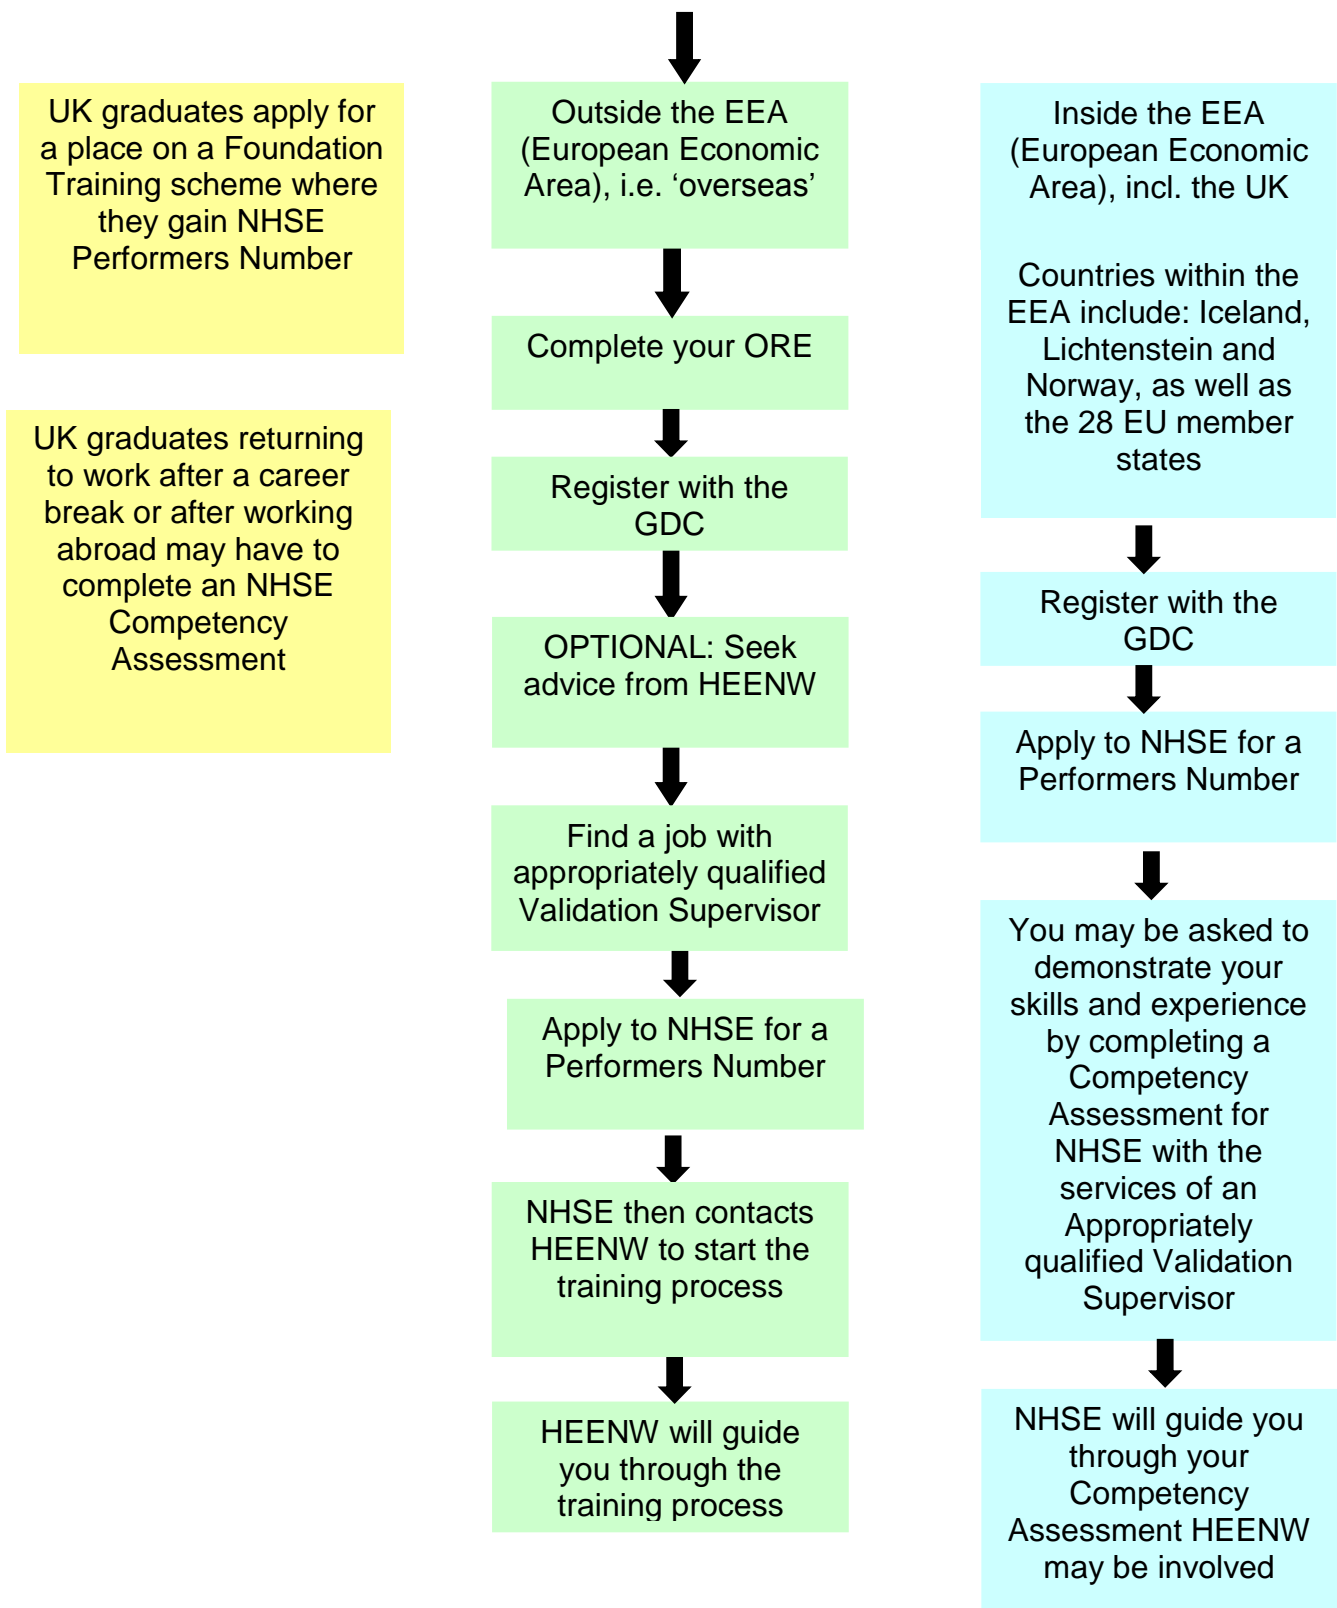 UK graduates apply for
a place on a Foundation
Training scheme where
they gain NHSE
Performers Number
UK graduates returning
to work after a career
break or after working
abroad may have to
complete an NHSE
Competency
Assessment
Outside the EEA
(European Economic
Area), i.e. ‘overseas’
Complete your ORE
Register with the
GDC
OPTIONAL: Seek
advice from HEENW
Find a job with
appropriately qualified
Validation Supervisor
Apply to NHSE for a
Performers Number
NHSE then contacts
HEENW to start the
training process
HEENW will guide
you through the
training process
Inside the EEA
(European Economic
Area), incl. the UK
Countries within the
EEA include: Iceland,
Lichtenstein and
Norway, as well as
the 28 EU member
states
Register with the
GDC
Apply to NHSE for a
Performers Number
You may be asked to
demonstrate your
skills and experience
by completing a
Competency
Assessment for
NHSE with the
services of an
Appropriately
qualified Validation
Supervisor
NHSE will guide you
through your
Competency
Assessment HEENW
may be involved